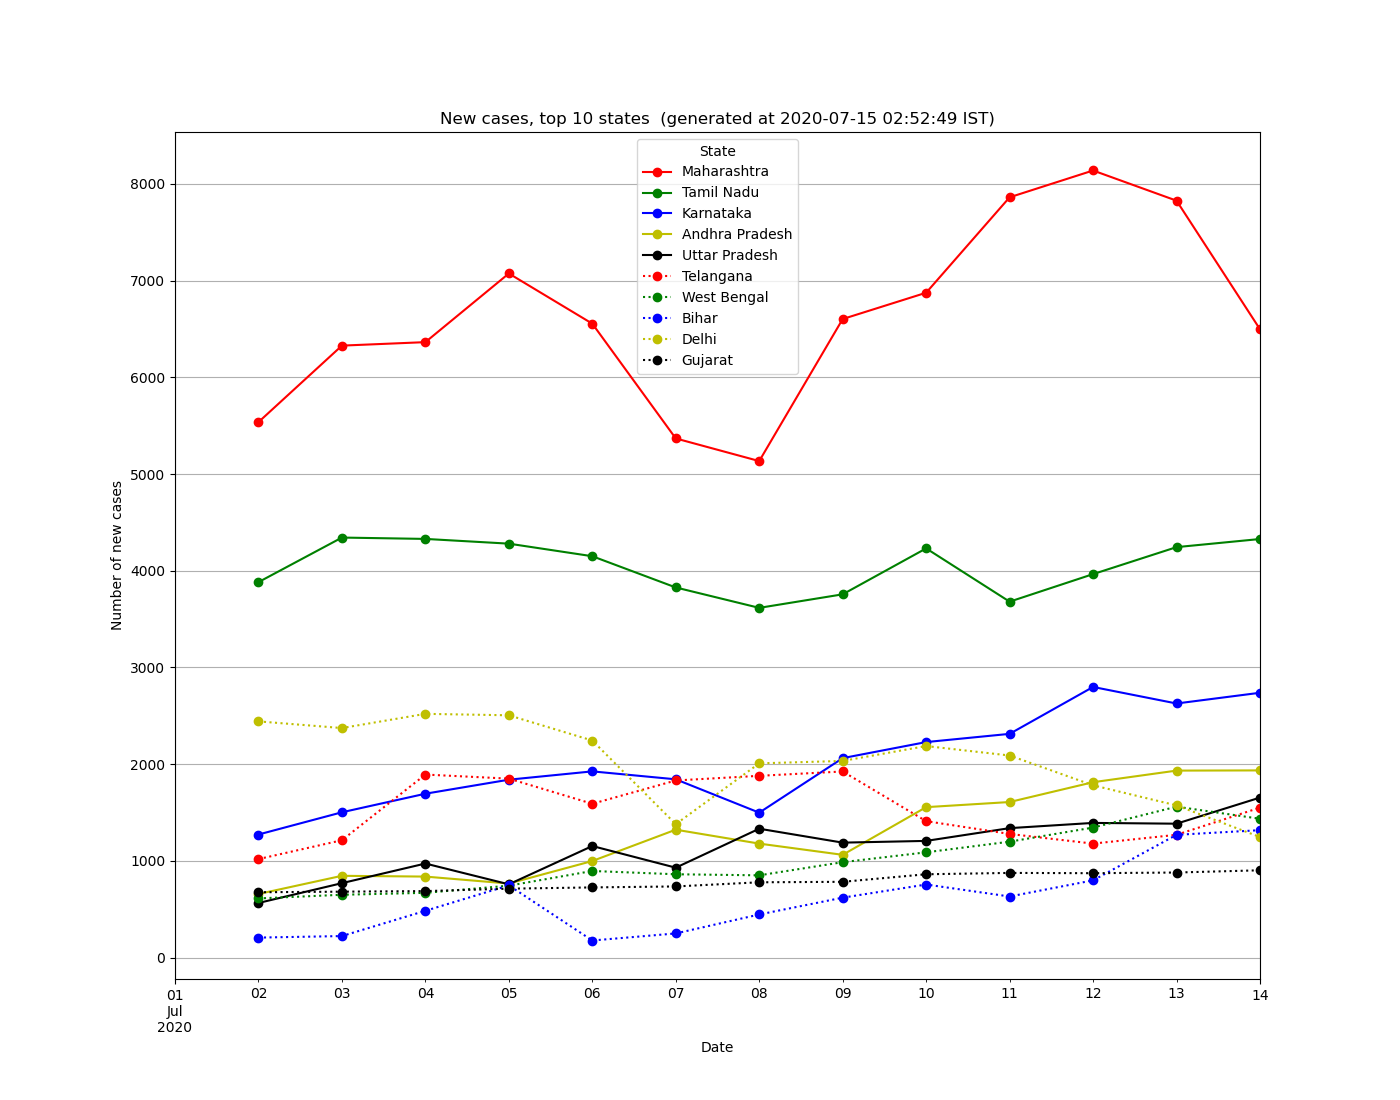 New cases, top 10 states  (generated at 2020-07-15 02:52:49 IST)
State
Maharashtra
Tamil Nadu
Karnataka
Andhra Pradesh
Uttar Pradesh
Telangana
West Bengal
Bihar
Delhi
Gujarat
8000
7000
6000
5000
4000
3000
2000
1000
0
Number of new cases
01 02 03 04 05 06 07 08 09 10 11 12 13 14
Jul
2020
Date